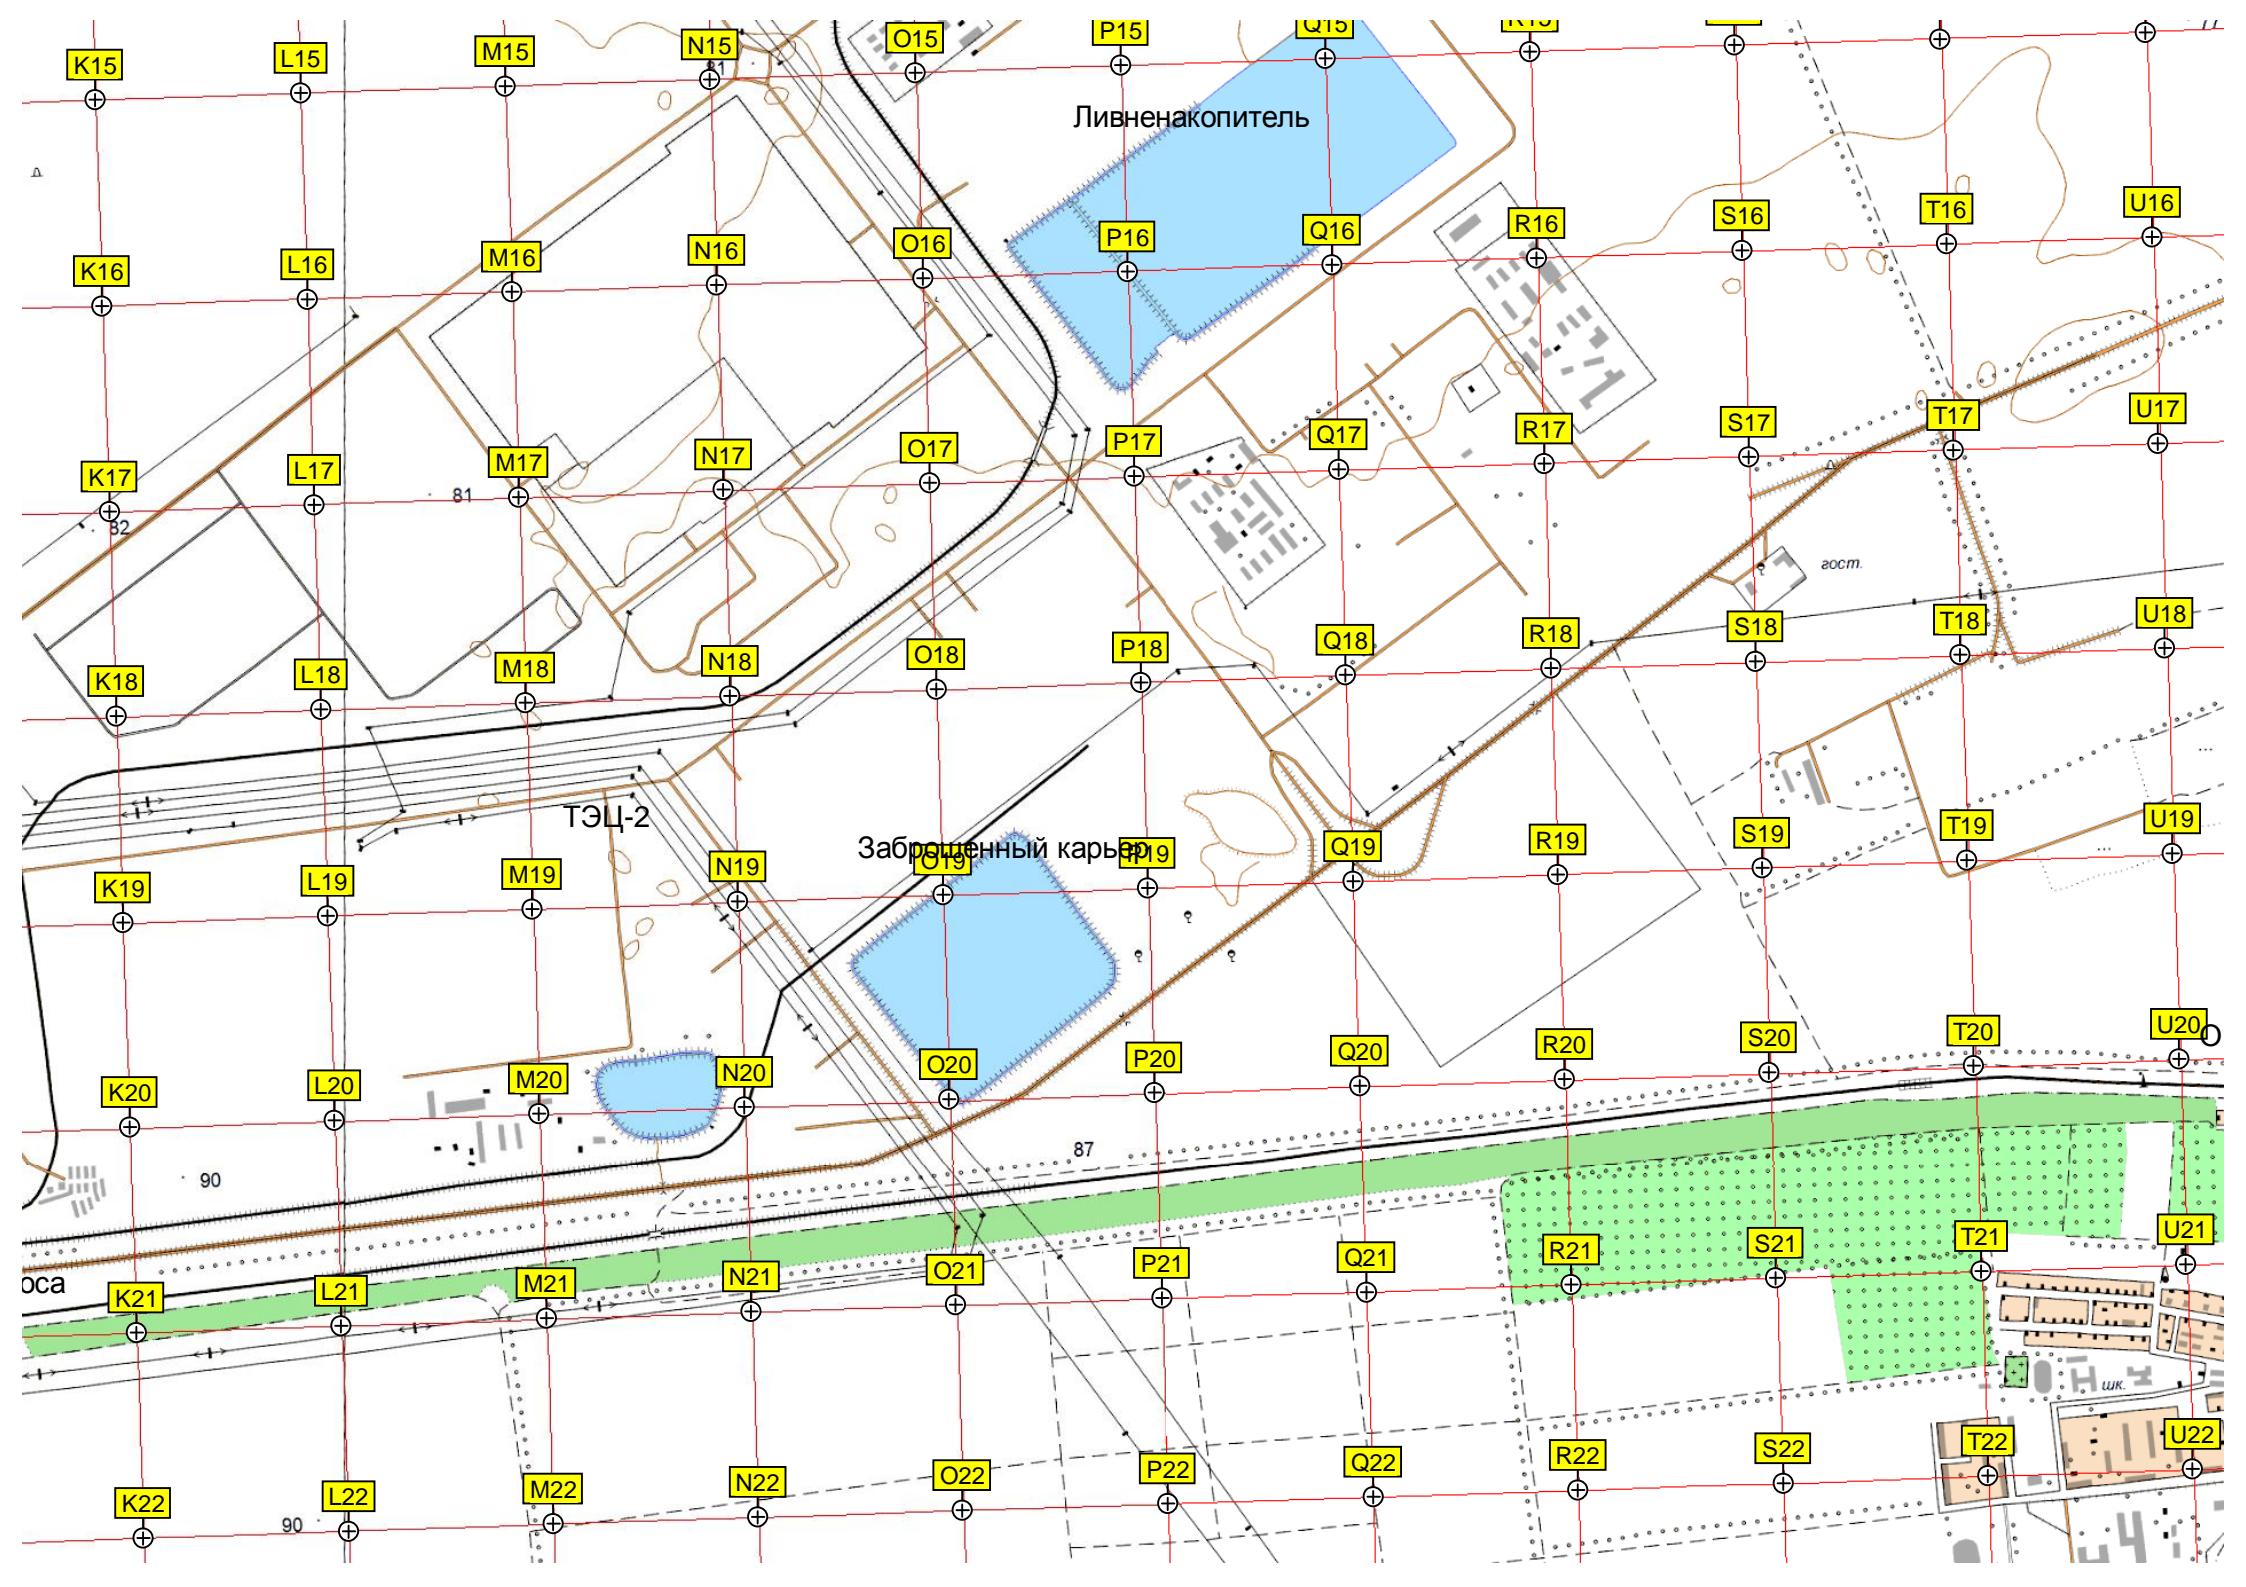 K15 L15 M15 N15 O15 P15 Q15 R15
81
77
Ливненакопитель
K16 L16 M16 N16 O16 P16 Q16 R16 S16 T16 U16
K17 L17 M17 N17 O17 P17 Q17 R17 S17 T17 U17
81
82
гост.
K18 L18 M18 N18 O18 P18 Q18 R18 S18 T18 U18
ТЭЦ-2
Заброшенный карьер
K19 L19 M19 N19 O19 P19 Q19 R19 S19 T19 U19
K20 L20 M20 N20 O20 P20 Q20 R20 S20 T20 U20
О
87
90
оса
K21 L21 M21 N21 O21 P21 Q21 R21 S21 T21 U21
шк.
K22 L22 M22 N22 O22 P22 Q22 R22 S22 T22 U22
90